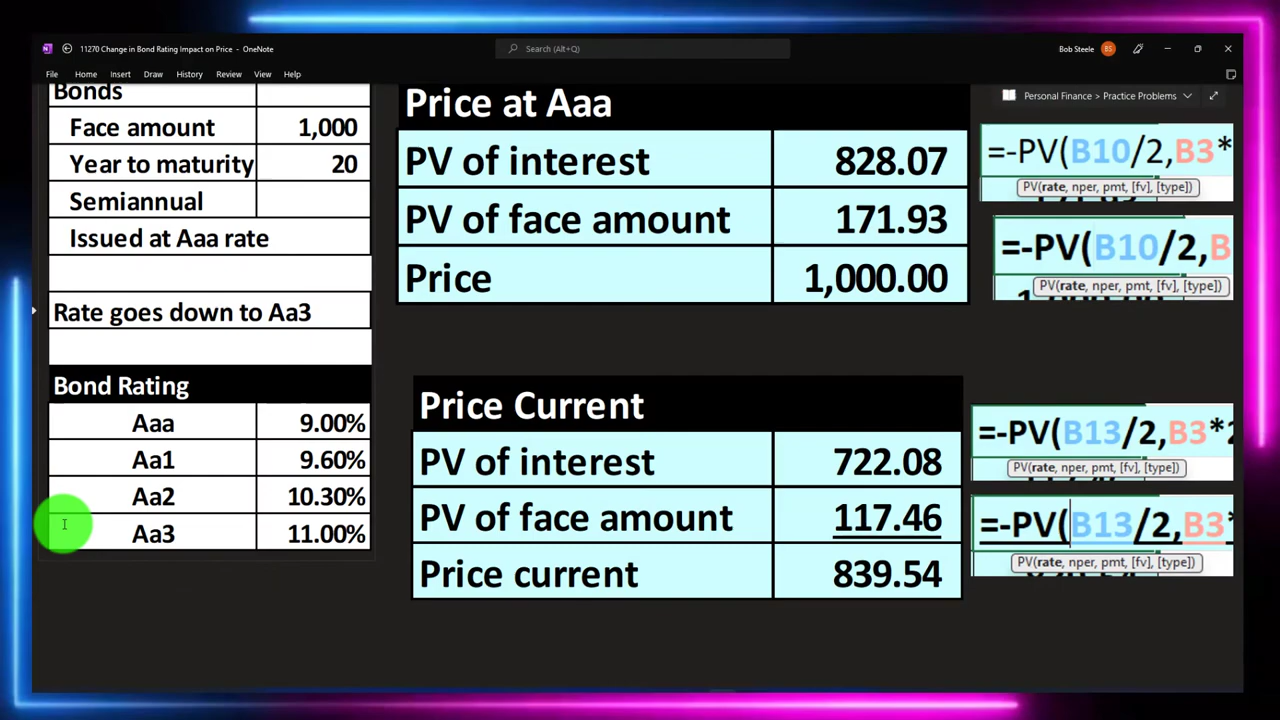 11270 Change in Bond Rating Impact on Price - OneNote
Search (Alt+Q)
Bob Steele
BS
File Home Insert Draw History Review View Help
Personal Finance > Practice Problems
Bonds
Face amount 1,000
Year to maturity 20
Semiannual
Issued at Aaa rate
Rate goes down to Aa3
Bond Rating
Aaa 9.00%
Aa1 9.60%
Aa2 10.30%
Aa3 11.00%
Price at Aaa
PV of interest 828.07
PV of face amount 171.93
Price 1,000.00
Price Current
PV of interest 722.08
PV of face amount 117.46
Price current 839.54
=-PV(B10/2,B3*
PV(rate, nper, pmt, [fv], [type])
=-PV(B10/2,B
PV(rate, nper, pmt, [fv], [type])
=-PV(B13/2,B3*2
PV(rate, nper, pmt, [fv], [type])
=-PV(B13/2,B3*
PV(rate, nper, pmt, [fv], [type])